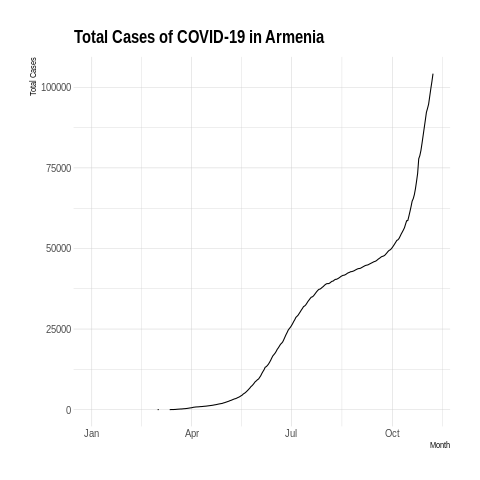 Total Cases of COVID-19 in Armenia
Total Cases
100000
75000
50000
25000
0
Jan Apr Jul Oct
Month